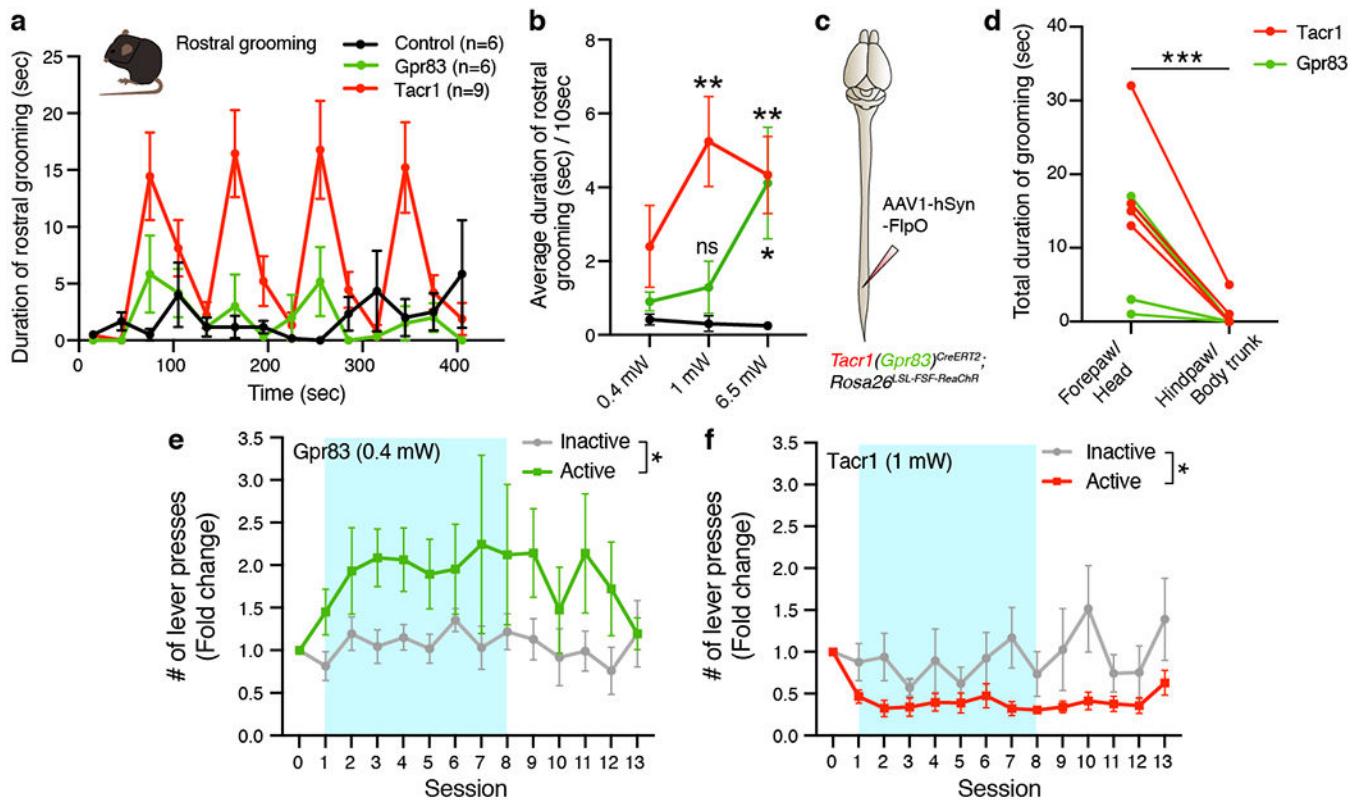 a
Rostral grooming
Control (n=6)
Gpr83 (n=6)
Tacr1 (n=9)
Duration of rostral grooming (sec)
25
20
15
10
5
0
100
200
300
400
Time (sec)
b
Average duration of rostral
grooming (sec) / 10sec
8
6
4
2
0
**
**
ns
*
0.4 mW
1 mW
6.5 mW
c
AAV1-hSyn
-FlpO
Tacr1(Gpr83)CreERT2;
Rosa26LSL-FSF-ReaChR
d
Total duration of grooming (sec)
40
30
20
10
0
***
Tacr1
Gpr83
Forepaw/
Head
Hindpaw/
Body trunk
e
Gpr83 (0.4 mW)
Inactive
Active
*
# of lever presses
(Fold change)
3.5
3.0
2.5
2.0
1.5
1.0
0.5
0.0
0 1 2 3 4 5 6 7 8 9 10 11 12 13
Session
f
Tacr1 (1 mW)
Inactive
Active
*
# of lever presses
(Fold change)
3.5
3.0
2.5
2.0
1.5
1.0
0.5
0.0
0 1 2 3 4 5 6 7 8 9 10 11 12 13
Session